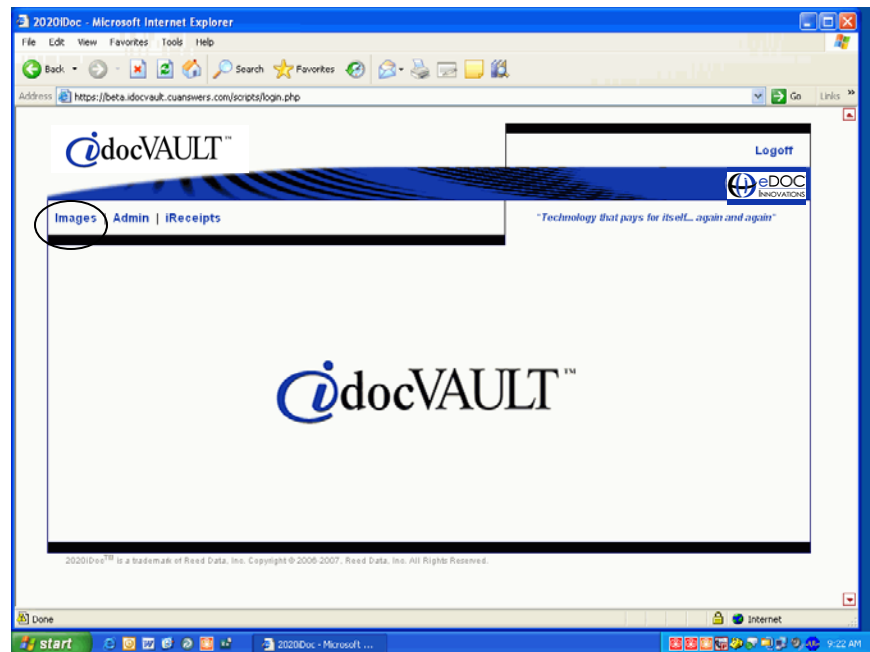 2020IDoc - Microsoft Internet Explorer
File Edit View Favorites Tools Help
Back Search Favorites
Address https://beta.idocvault.cuanswers.com/scripts/login.php Go Links »
idocVAULT™
Logoff
eDOC
INNOVATIONS
Images | Admin | iReceipts
"Technology that pays for itself... again and again"
idocVAULT™
2020IDoc™ is a trademark of Reed Data, Inc. Copyright © 2006-2007, Reed Data, Inc. All Rights Reserved.
Done Internet
start 2020IDoc - Microsoft ... 9:22 AM